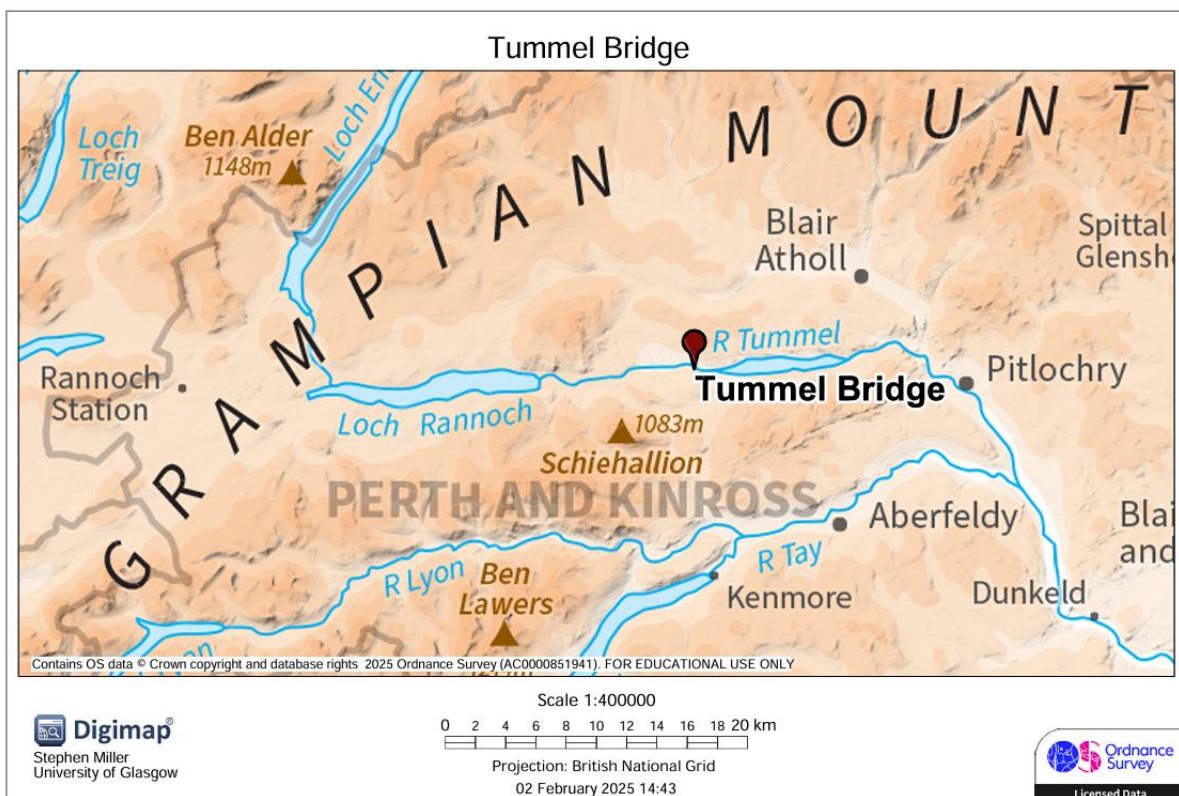 Tummel Bridge
Loch
Treig
Ben Alder
1148m
GRAMPIAN MOUNT
Blair
Atholl
Spittal
Rannoch
Station
R Tummel
Tummel Bridge
Pitlochry
Loch Rannoch
1083m
Schiehallion
PERTH AND KINROSS
Aberfeldy
and
R Lyon
Ben
Lawers
R Tay
Kenmore
Dunkeld
Contains OS data © Crown copyright and database rights 2025 Ordnance Survey (AC0000851941). FOR EDUCATIONAL USE ONLY
Digimap®
Stephen Miller
University of Glasgow
Scale 1:400000
0 2 4 6 8 10 12 14 16 18 20 km
Projection: British National Grid
02 February 2025 14:43
Ordnance
Survey
Licensed Data